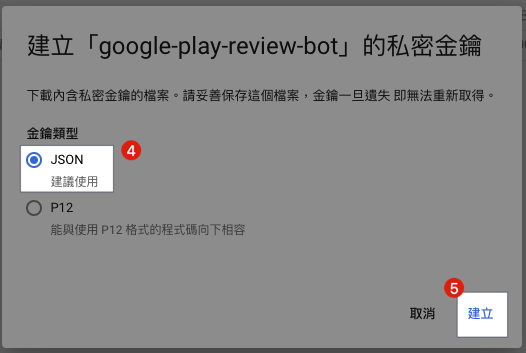 建立「google-play-review-bot」的私密金鑰
下載內含私密金鑰的檔案。請妥善保存這個檔案，金鑰一旦遺失 即無法重新取得。
金鑰類型
JSON
4
建議使用
P12
能與使用 P12 格式的程式碼向下相容
5
取消
建立